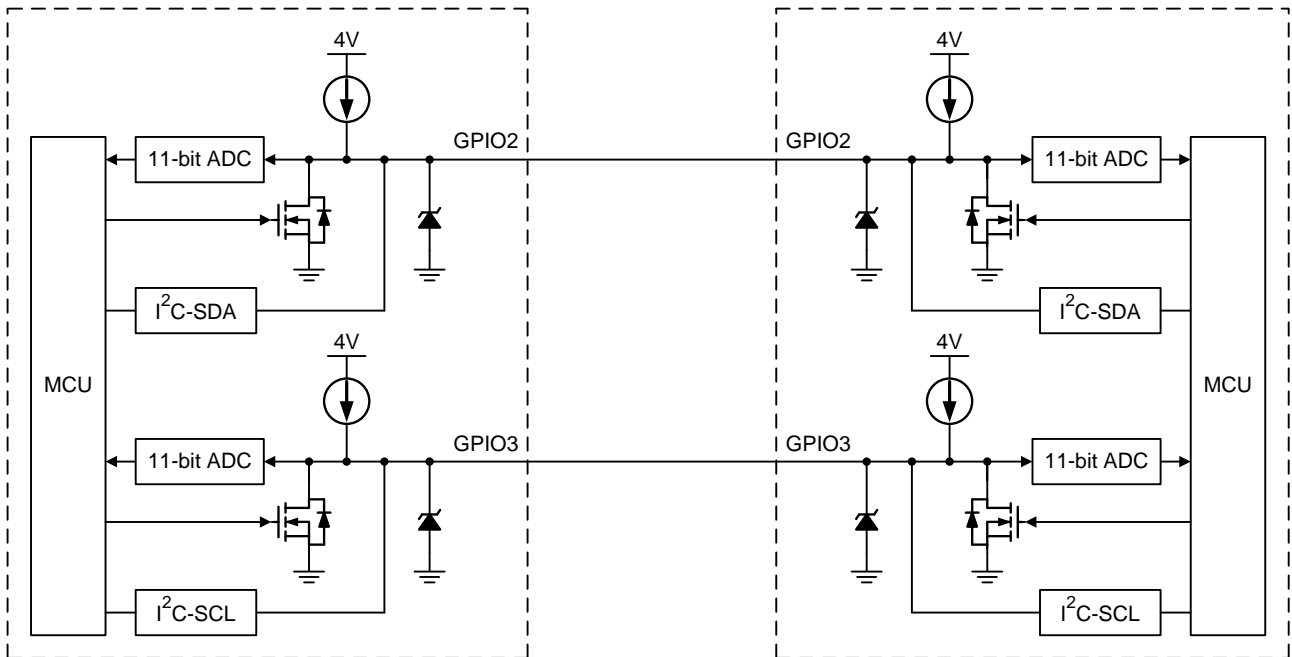 4V
4V
GPIO2
GPIO2
11-bit ADC
11-bit ADC
I²C-SDA
I²C-SDA
4V
4V
MCU
MCU
GPIO3
GPIO3
11-bit ADC
11-bit ADC
I²C-SCL
I²C-SCL